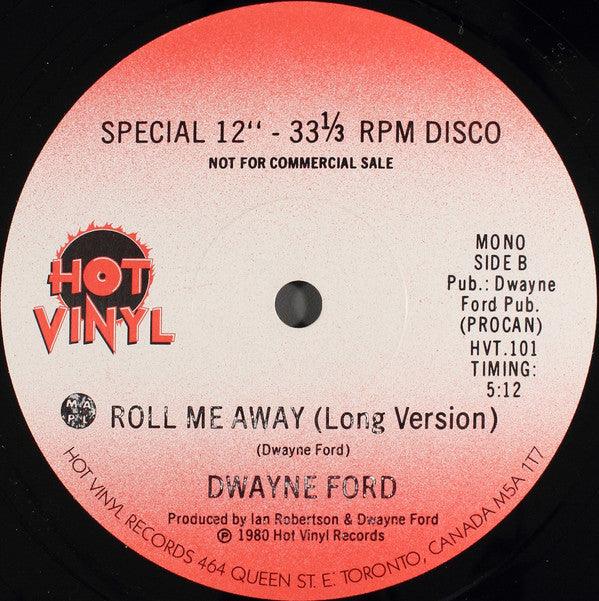 SPECIAL 12" - 33⅓ RPM DISCO
NOT FOR COMMERCIAL SALE
HOT
VINYL
MONO
SIDE B
Pub.: Dwayne
Ford Pub.
(PROCAN)
HVT.101
TIMING:
5:12
M A
P L
ROLL ME AWAY (Long Version)
(Dwayne Ford)
DWAYNE FORD
Produced by Ian Robertson & Dwayne Ford
℗ 1980 Hot Vinyl Records
HOT VINYL RECORDS 464 QUEEN ST. E. TORONTO, CANADA M5A 1T7